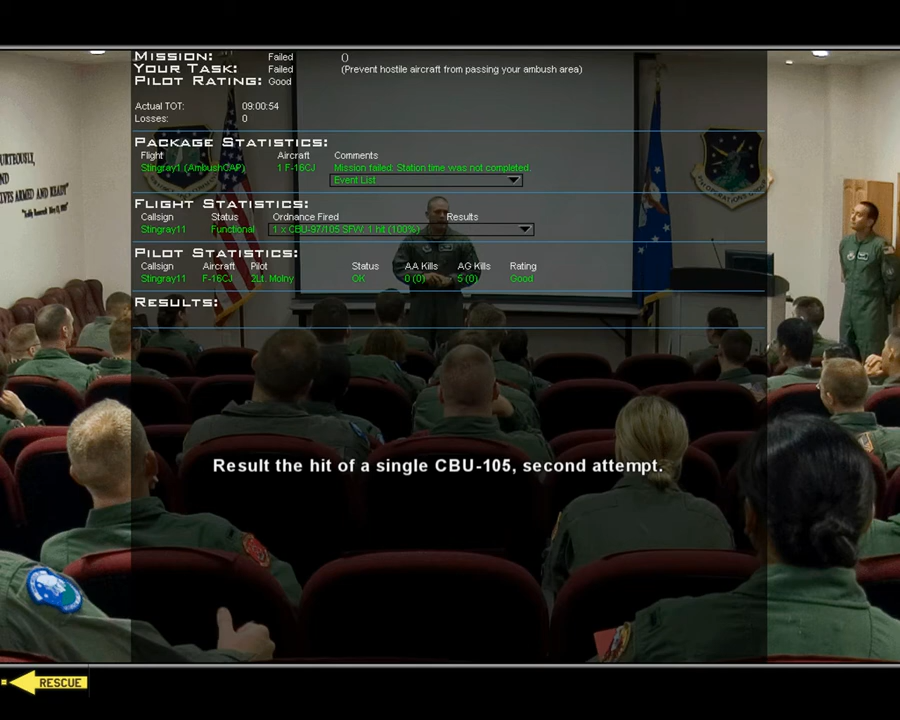 MISSION: Failed ()
YOUR TASK: Failed (Prevent hostile aircraft from passing your ambush area)
PILOT RATING: Good
Actual TOT: 09:00:54
Losses: 0
PACKAGE STATISTICS:
Flight Aircraft Comments
Stingray1 (AmbushCAP) 1 F-16CJ Mission failed: Station time was not completed.
Event List
FLIGHT STATISTICS:
Callsign Status Ordnance Fired Results
Stingray11 Functional 1 x CBU-97/105 SFW. 1 hit (100%)
PILOT STATISTICS:
Callsign Aircraft Pilot Status AA Kills AG Kills Rating
Stingray11 F-16CJ 2Lt. Molny OK 0 (0) 5 (0) Good
RESULTS:
Result the hit of a single CBU-105, second attempt.
RESCUE